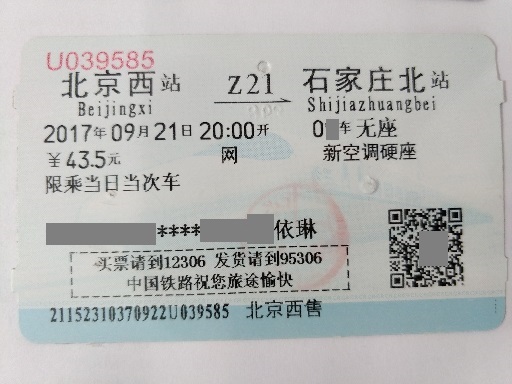 U039585
北京西站 Z21 石家庄北站
Beijingxi Shijiazhuangbei
2017年09月21日20:00开 0车无座
￥43.5元 网 新空调硬座
限乘当日当次车
****依琳
买票请到12306 发货请到95306
中国铁路祝您旅途愉快
21152310370922U039585 北京西售